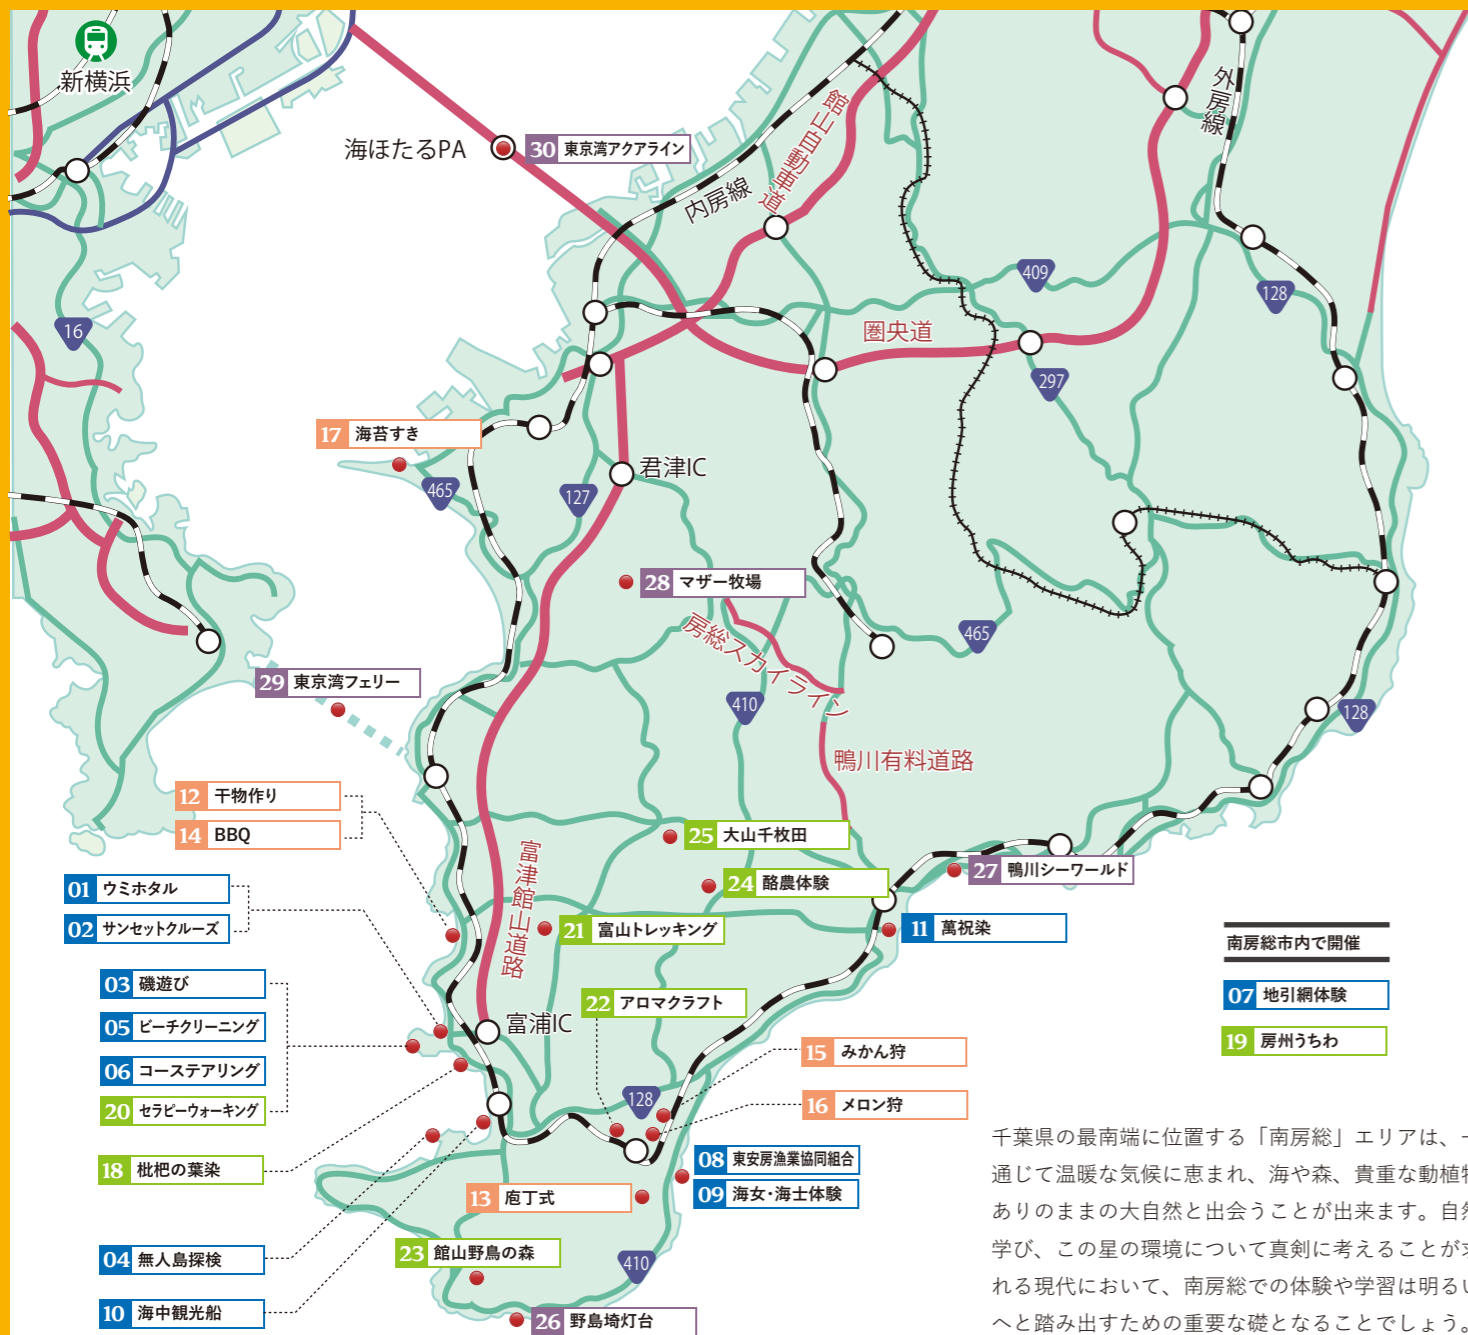 新横浜
海ほたるPA
30 東京湾アクアライン
内房線
館山自動車道
外房線
409
128
16
圏央道
297
17 海苔すき
465
127
君津IC
28 マザー牧場
房総スカイライン
465
410
128
29 東京湾フェリー
鴨川有料道路
12 干物作り
14 BBQ
25 大山千枚田
富津館山道路
24 酪農体験
27 鴨川シーワールド
01 ウミホタル
02 サンセットクルーズ
21 富山トレッキング
11 萬祝染
南房総市内で開催
07 地引網体験
19 房州うちわ
03 磯遊び
05 ビーチクリーニング
06 コーステアリング
20 セラピーウォーキング
22 アロマクラフト
富浦IC
15 みかん狩
16 メロン狩
128
18 枇杷の葉染
08 東安房漁業協同組合
09 海女・海士体験
13 庖丁式
23 館山野鳥の森
410
04 無人島探検
10 海中観光船
26 野島埼灯台
千葉県の最南端に位置する「南房総」エリアは、
通じて温暖な気候に恵まれ、海や森、貴重な動植
ありのままの大自然と出会うことが出来ます。自
学び、この星の環境について真剣に考えることが
れる現代において、南房総での体験や学習は明る
へと踏み出すための重要な礎となることでしょう。